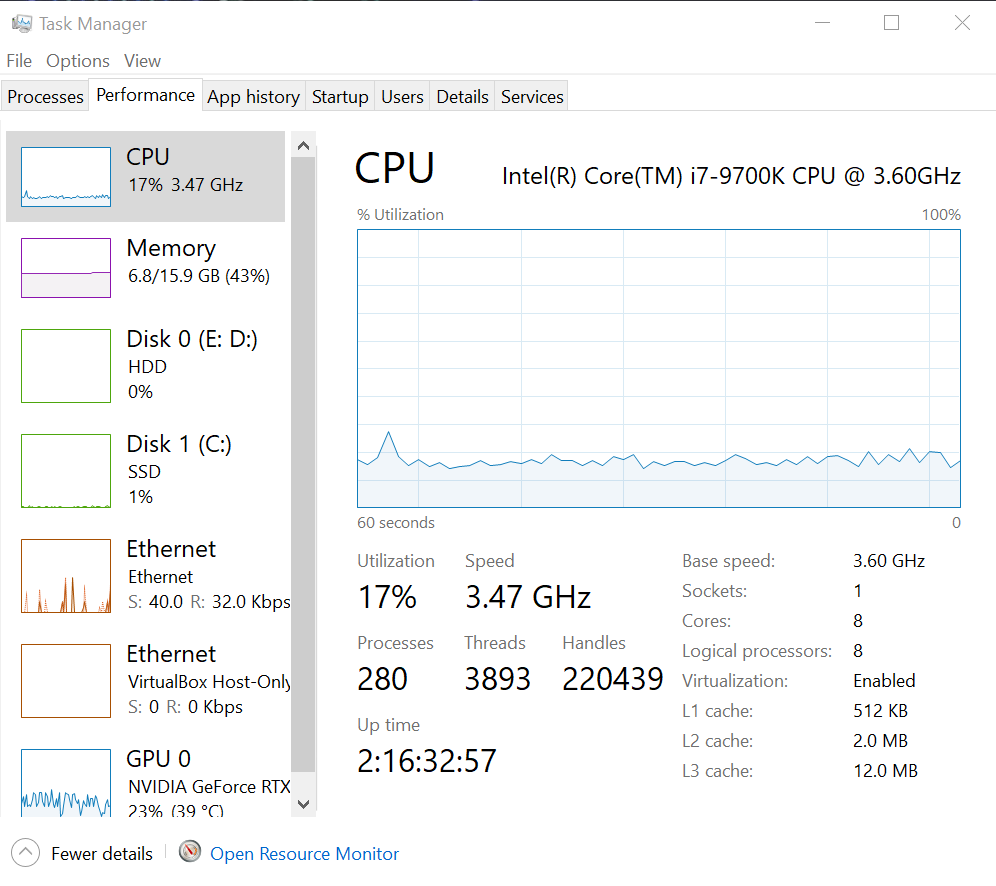 Task Manager
File Options View
Processes Performance App history Startup Users Details Services
CPU
17% 3.47 GHz
Memory
6.8/15.9 GB (43%)
Disk 0 (E: D:)
HDD
0%
Disk 1 (C:)
SSD
1%
Ethernet
Ethernet
S: 40.0 R: 32.0 Kbps
Ethernet
VirtualBox Host-Only
S: 0 R: 0 Kbps
GPU 0
NVIDIA GeForce RTX
23% (39 °C)
CPU Intel(R) Core(TM) i7-9700K CPU @ 3.60GHz
% Utilization 100%
60 seconds 0
Utilization Speed
17% 3.47 GHz
Processes Threads Handles
280 3893 220439
Up time
2:16:32:57
Base speed: 3.60 GHz
Sockets: 1
Cores: 8
Logical processors: 8
Virtualization: Enabled
L1 cache: 512 KB
L2 cache: 2.0 MB
L3 cache: 12.0 MB
Fewer details Open Resource Monitor